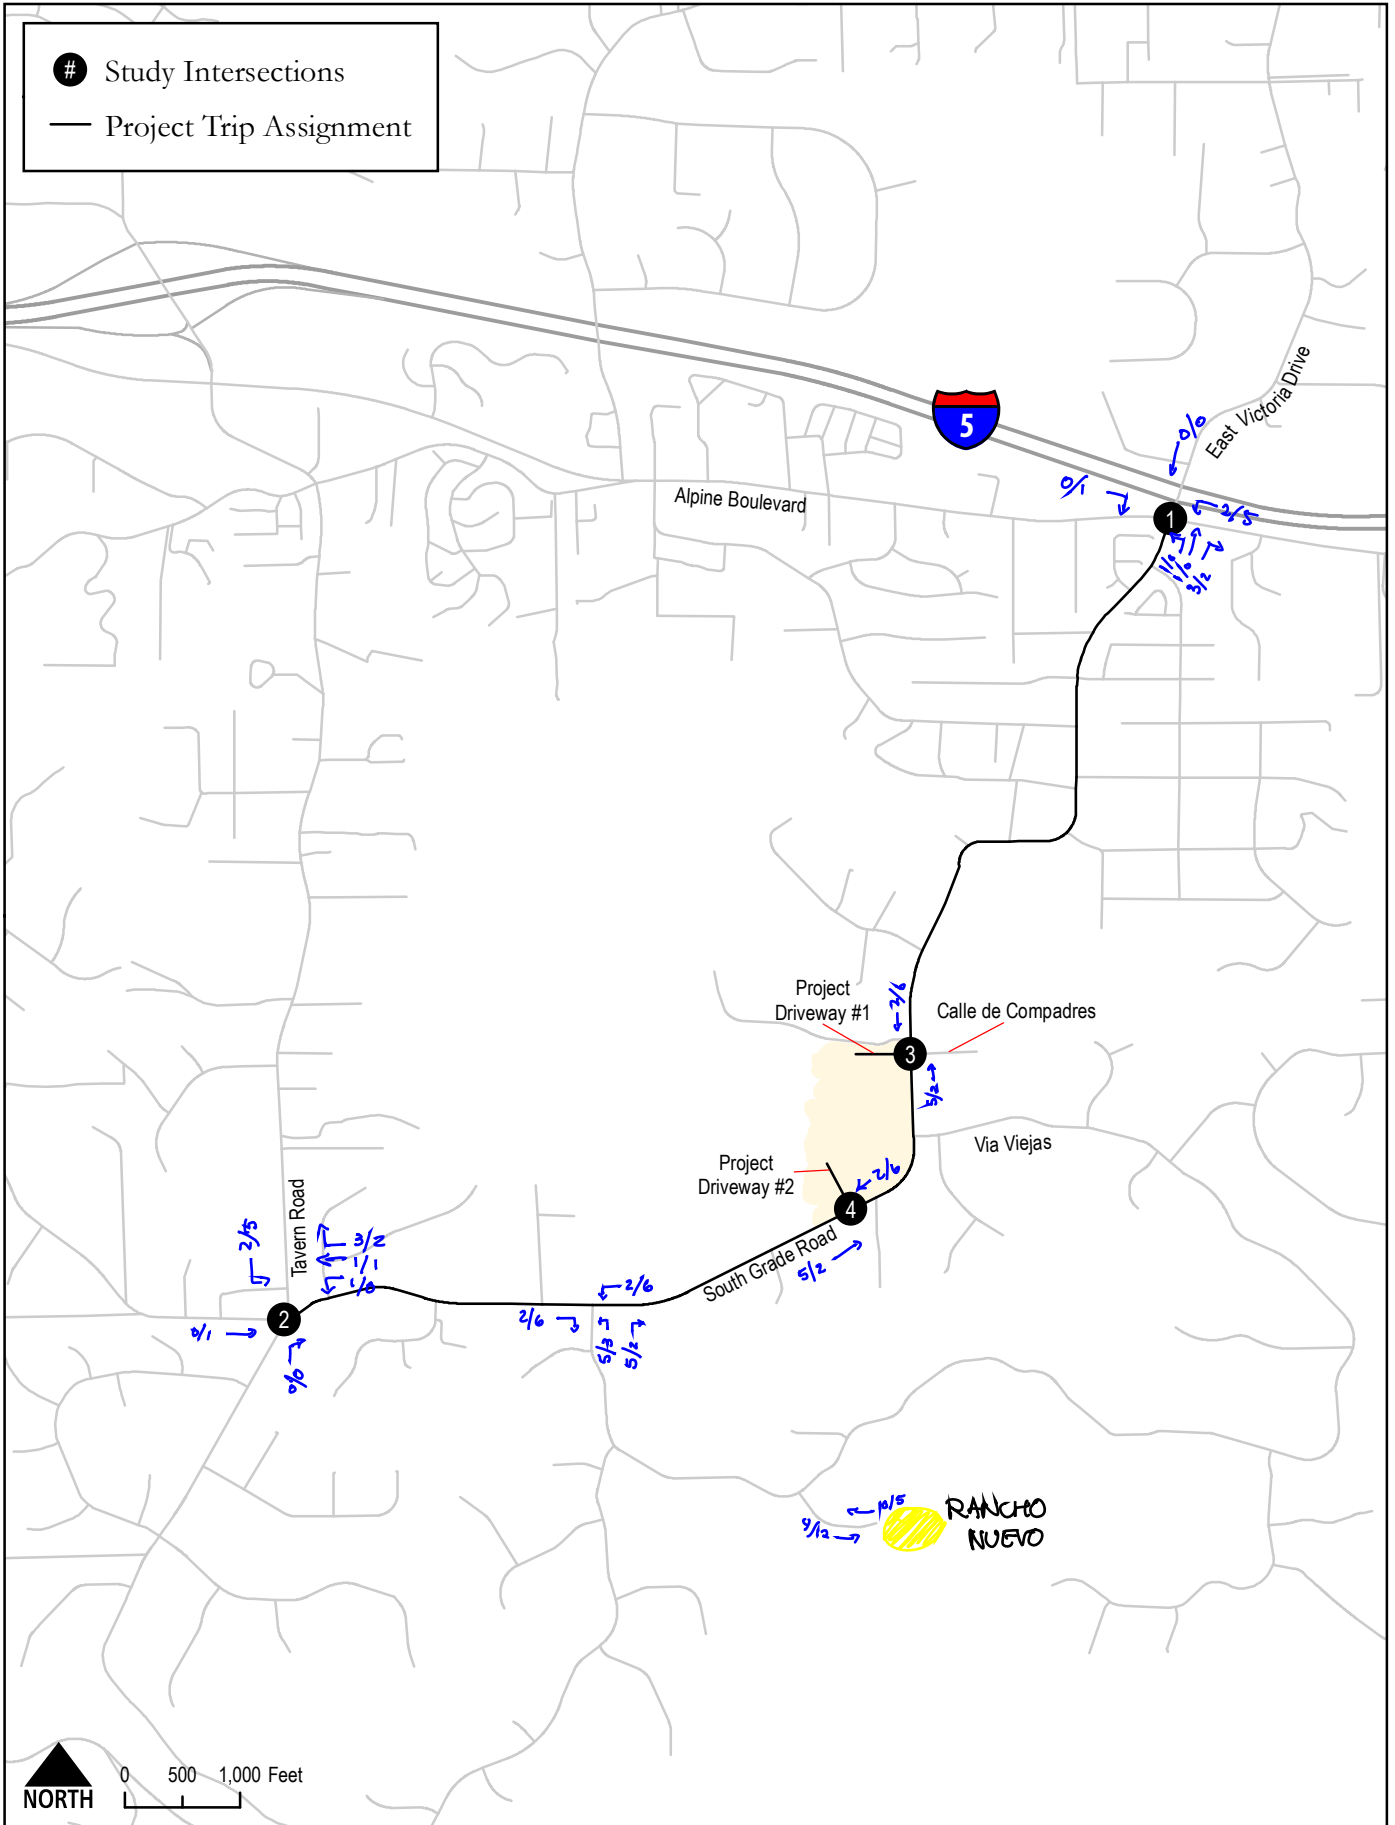 # Study Intersections
Project Trip Assignment
5
East Victoria Drive
0/0
0/1
Alpine Boulevard
1
2/5
1/0
3/2
2/6
Project
Driveway #1
Calle de Compadres
3
5/2
Via Viejas
Project
Driveway #2
2/6
4
South Grade Road
5/2
Tavern Road
2/5
3/2
1/1
1/0
2
0/1
0/0
2/6
2/6
5/3
5/2
10/5
9/12
RANCHO
NUEVO
NORTH
0 500 1,000 Feet